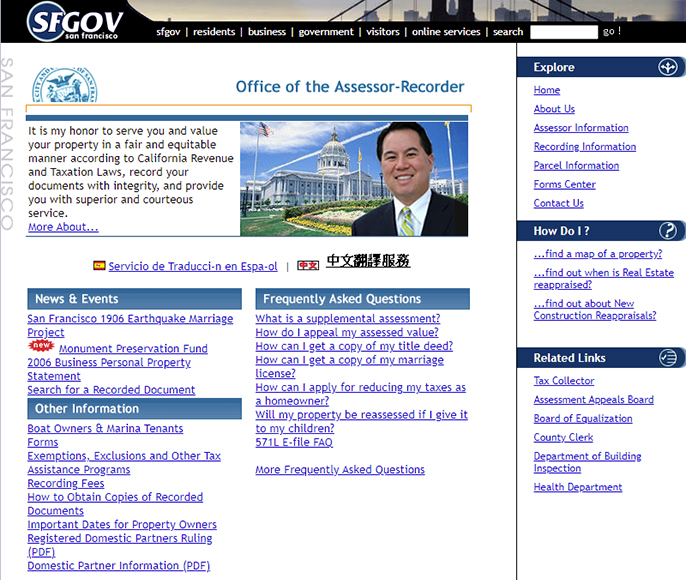 SFGOV
san francisco
sfgov | residents | business | government | visitors | online services | search go !
SAN FRANCISCO
Office of the Assessor-Recorder
It is my honor to serve you and value
your property in a fair and equitable
manner according to California Revenue
and Taxation Laws, record your
documents with integrity, and provide
you with superior and courteous
service.
More About...
Servicio de Traducci-n en Espa-ol | 中文 中文翻譯服務
News & Events
San Francisco 1906 Earthquake Marriage
Project
new Monument Preservation Fund
2006 Business Personal Property
Statement
Search for a Recorded Document
Other Information
Boat Owners & Marina Tenants
Forms
Exemptions, Exclusions and Other Tax
Assistance Programs
Recording Fees
How to Obtain Copies of Recorded
Documents
Important Dates for Property Owners
Registered Domestic Partners Ruling
(PDF)
Domestic Partner Information (PDF)
Frequently Asked Questions
What is a supplemental assessment?
How do I appeal my assessed value?
How can I get a copy of my title deed?
How can I get a copy of my marriage
license?
How can I apply for reducing my taxes as
a homeowner?
Will my property be reassessed if I give it
to my children?
571L E-file FAQ
More Frequently Asked Questions
Explore
Home
About Us
Assessor Information
Recording Information
Parcel Information
Forms Center
Contact Us
How Do I ?
...find a map of a property?
...find out when is Real Estate
reappraised?
...find out about New
Construction Reappraisals?
Related Links
Tax Collector
Assessment Appeals Board
Board of Equalization
County Clerk
Department of Building
Inspection
Health Department